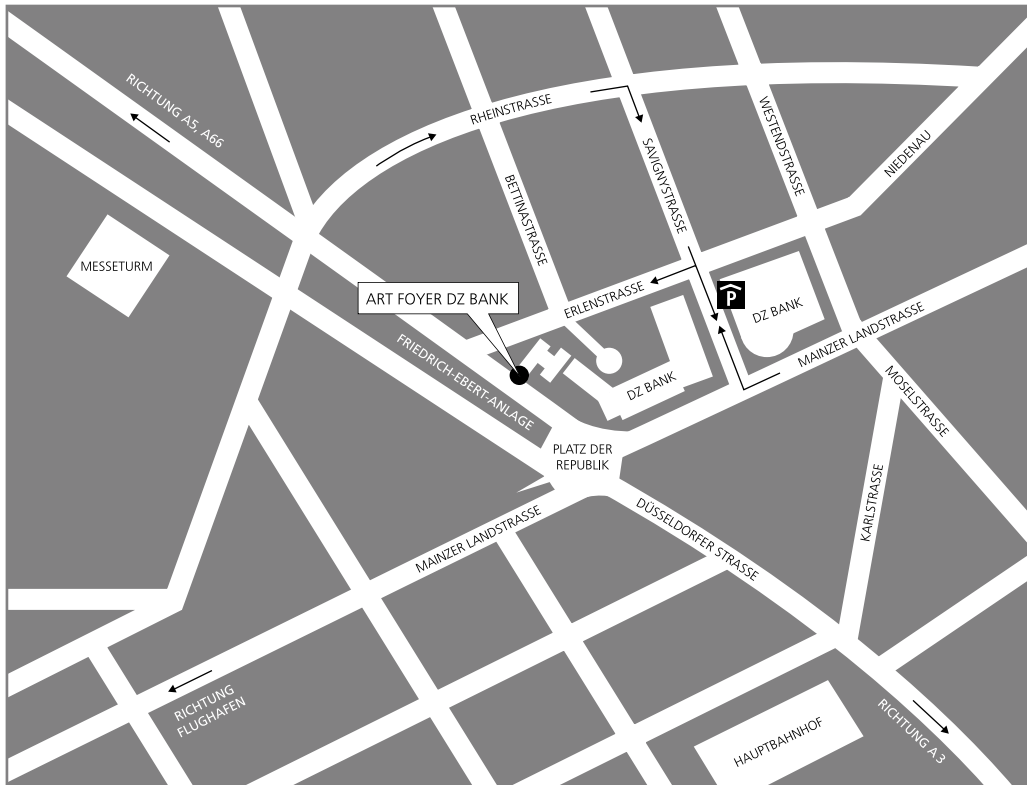 RICHTUNG A5, A66
RHEINSTRASSE
BETTINASTRASSE
SAVIGNYSTRASSE
WESTENDSTRASSE
NIEDENAU
MESSETURM
ART FOYER DZ BANK
ERLENSTRASSE
P
DZ BANK
MAINZER LANDSTRASSE
FRIEDRICH-EBERT-ANLAGE
DZ BANK
MOSELSTRASSE
PLATZ DER
REPUBLIK
KARLSTRASSE
MAINZER LANDSTRASSE
DÜSSELDORFER STRASSE
RICHTUNG
FLUGHAFEN
HAUPTBAHNHOF
RICHTUNG A 3